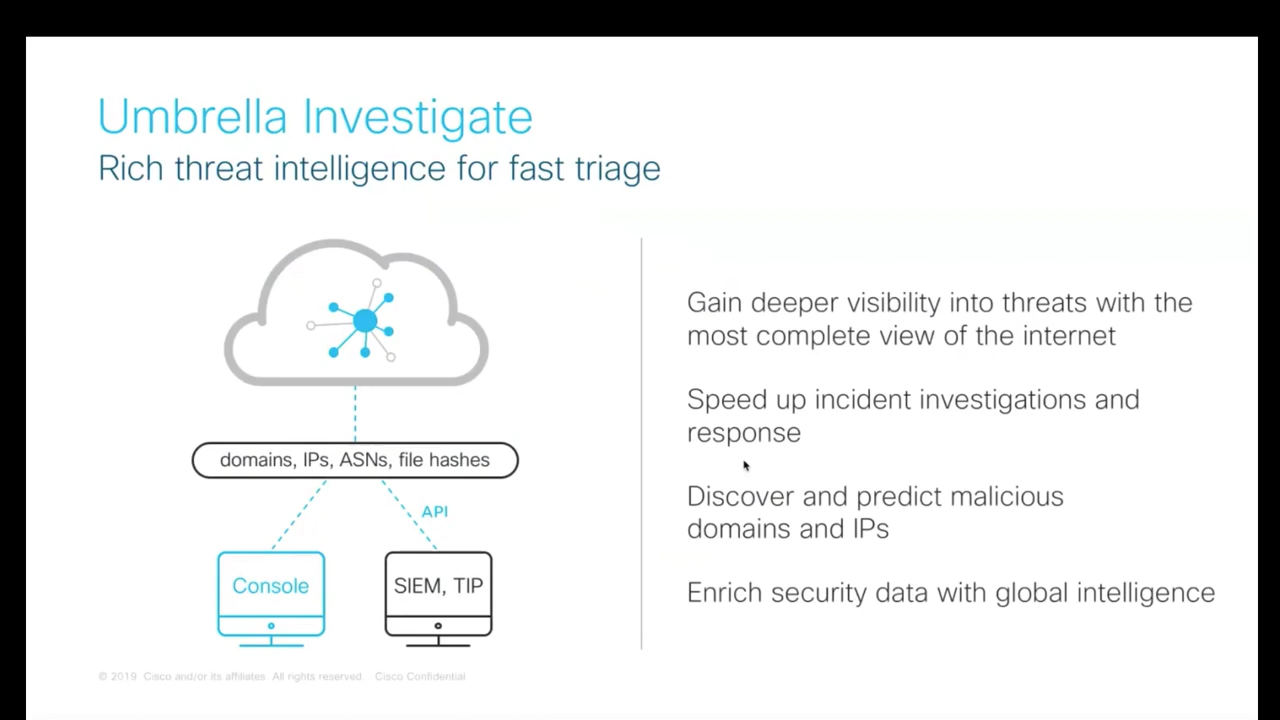 Umbrella Investigate
Rich threat intelligence for fast triage
domains, IPs, ASNs, file hashes
API
Console
SIEM, TIP
Gain deeper visibility into threats with the
most complete view of the internet
Speed up incident investigations and
response
Discover and predict malicious
domains and IPs
Enrich security data with global intelligence
© 2019 Cisco and/or its affiliates. All rights reserved. Cisco Confidential